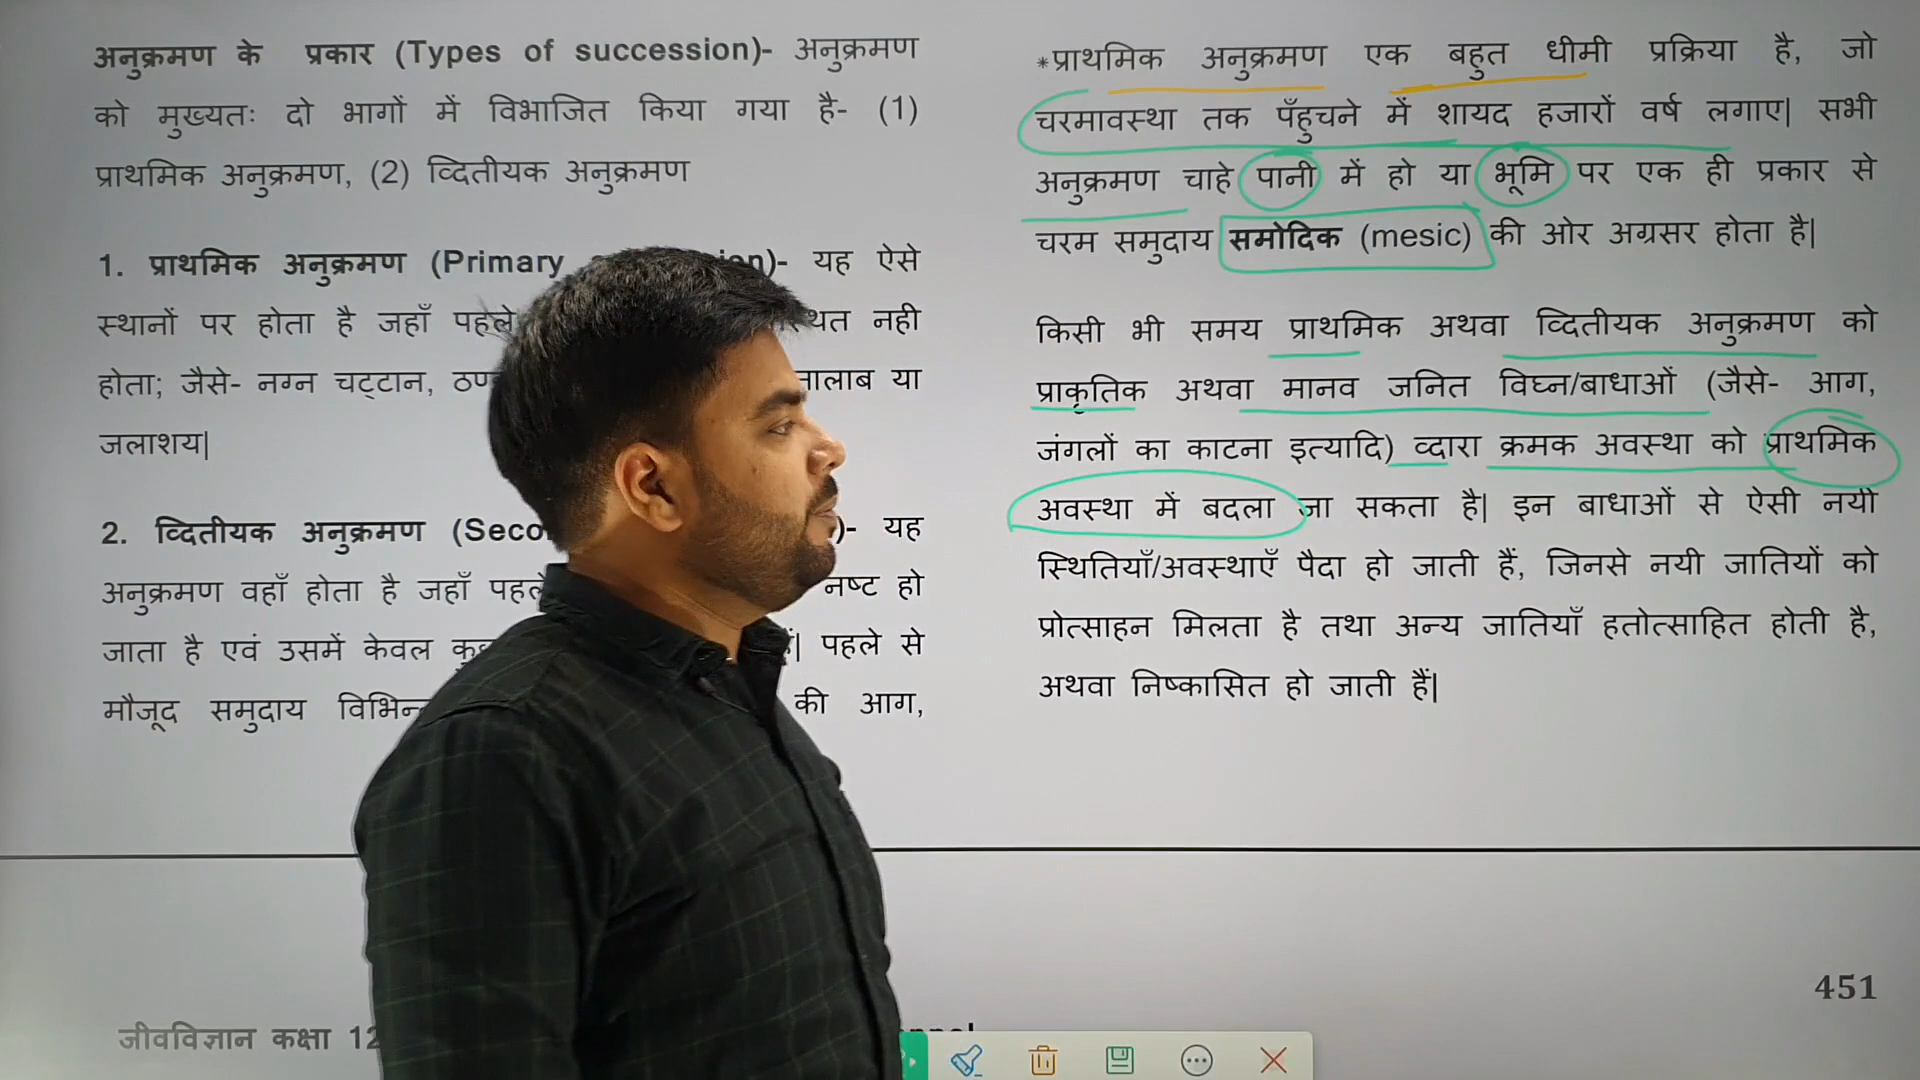 अनुक्रमण के प्रकार (Types of succession)- अनुक्रमण
को मुख्यतः दो भागों में विभाजित किया गया है- (1)
प्राथमिक अनुक्रमण, (2) व्दितीयक अनुक्रमण
1. प्राथमिक अनुक्रमण (Primary यह ऐसे
स्थानों पर होता है जहाँ पहले नही
होता; जैसे- नग्न चट्टान, या
जलाशय|
2. व्दितीयक अनुक्रमण यह
अनुक्रमण वहाँ होता है जहाँ नष्ट हो
जाता है एवं उसमें केवल पहले से
मौजूद समुदाय की आग,
*प्राथमिक अनुक्रमण एक बहुत धीमी प्रक्रिया है, जो
चरमावस्था तक पँहुचने में शायद हजारों वर्ष लगाए| सभी
अनुक्रमण चाहे पानी में हो या भूमि पर एक ही प्रकार से
चरम समुदाय समोदिक (mesic) की ओर अग्रसर होता है|
किसी भी समय प्राथमिक अथवा व्दितीयक अनुक्रमण को
प्राकृतिक अथवा मानव जनित विघ्न/बाधाओं (जैसे- आग,
जंगलों का काटना इत्यादि) व्दारा क्रमक अवस्था को प्राथमिक
अवस्था में बदला जा सकता है| इन बाधाओं से ऐसी नयी
स्थितियाँ/अवस्थाएँ पैदा हो जाती हैं, जिनसे नयी जातियों को
प्रोत्साहन मिलता है तथा अन्य जातियाँ हतोत्साहित होती है,
अथवा निष्कासित हो जाती हैं|
451
जीवविज्ञान कक्षा 12